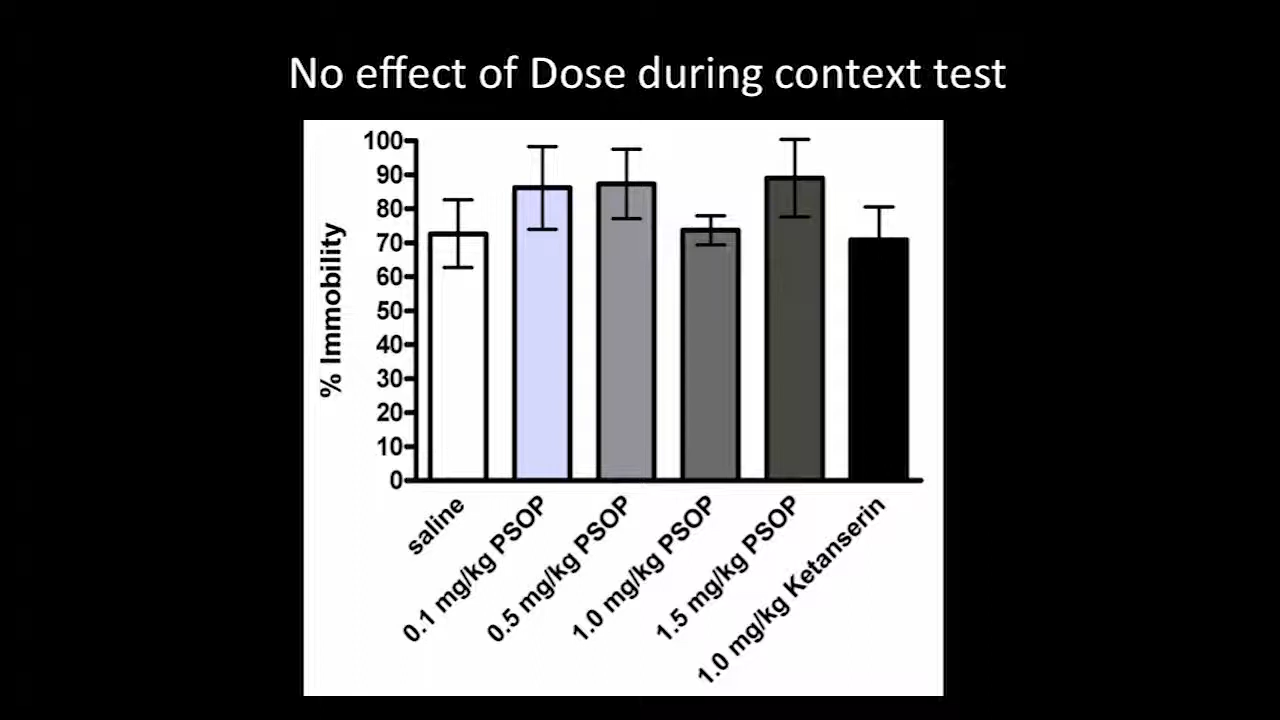 No effect of Dose during context test
100
90
80
70
60
50
40
30
20
10
0
% Immobility
saline
0.1 mg/kg PSOP
0.5 mg/kg PSOP
1.0 mg/kg PSOP
1.5 mg/kg PSOP
1.0 mg/kg Ketanserin